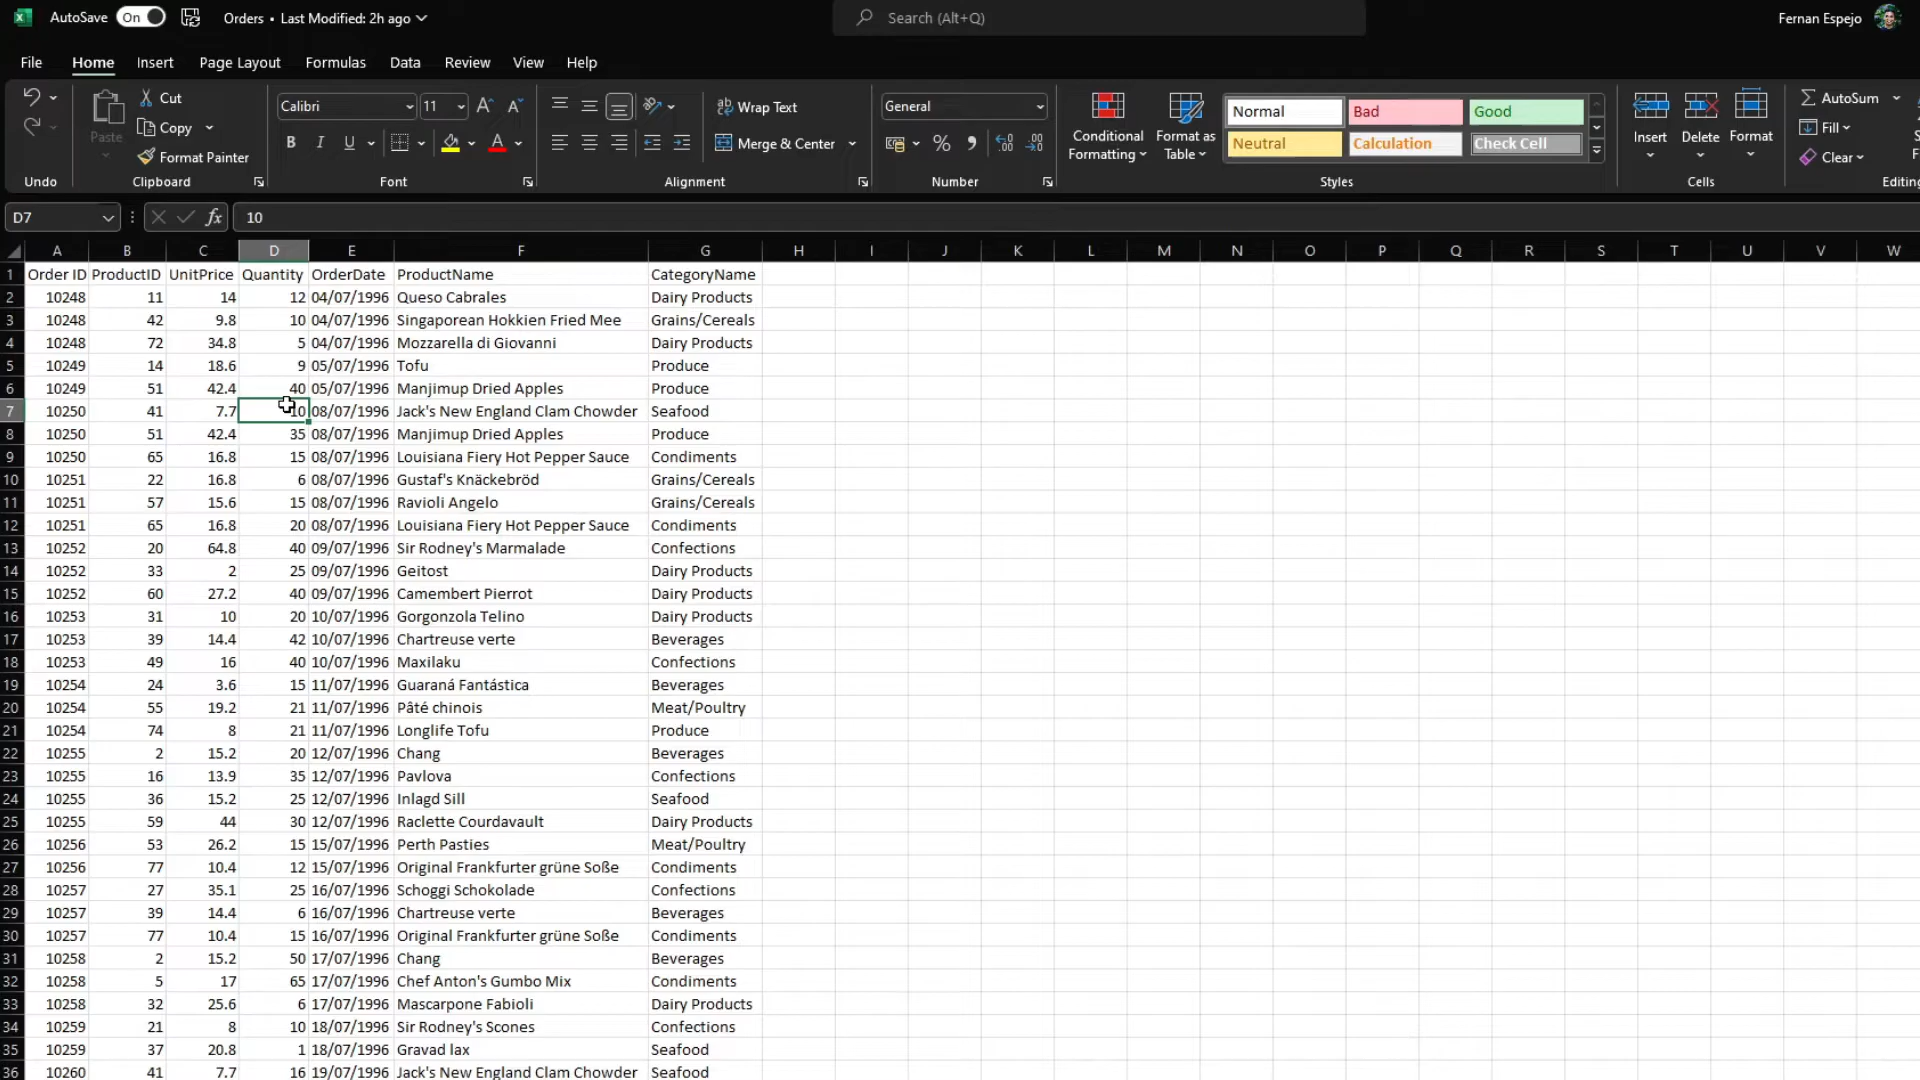 AutoSave On Orders • Last Modified: 2h ago Search (Alt+Q) Fernan Espejo
File Home Insert Page Layout Formulas Data Review View Help
Cut
Copy
Format Painter
Paste
Undo
Clipboard
Calibri 11
B I U
Font
Wrap Text
Merge & Center
Alignment
General
%
Number
Conditional Formatting
Format as Table
Normal Bad Good
Neutral Calculation Check Cell
Styles
Insert Delete Format
Cells
AutoSum
Fill
Clear
Editing
D7 fx 10
A B C D E F G H I J K L M N O P Q R S T U V W
1 Order ID ProductID UnitPrice Quantity OrderDate ProductName CategoryName
2 10248 11 14 12 04/07/1996 Queso Cabrales Dairy Products
3 10248 42 9.8 10 04/07/1996 Singaporean Hokkien Fried Mee Grains/Cereals
4 10248 72 34.8 5 04/07/1996 Mozzarella di Giovanni Dairy Products
5 10249 14 18.6 9 05/07/1996 Tofu Produce
6 10249 51 42.4 40 05/07/1996 Manjimup Dried Apples Produce
7 10250 41 7.7 10 08/07/1996 Jack's New England Clam Chowder Seafood
8 10250 51 42.4 35 08/07/1996 Manjimup Dried Apples Produce
9 10250 65 16.8 15 08/07/1996 Louisiana Fiery Hot Pepper Sauce Condiments
10 10251 22 16.8 6 08/07/1996 Gustaf's Knäckebröd Grains/Cereals
11 10251 57 15.6 15 08/07/1996 Ravioli Angelo Grains/Cereals
12 10251 65 16.8 20 08/07/1996 Louisiana Fiery Hot Pepper Sauce Condiments
13 10252 20 64.8 40 09/07/1996 Sir Rodney's Marmalade Confections
14 10252 33 2 25 09/07/1996 Geitost Dairy Products
15 10252 60 27.2 40 09/07/1996 Camembert Pierrot Dairy Products
16 10253 31 10 20 10/07/1996 Gorgonzola Telino Dairy Products
17 10253 39 14.4 42 10/07/1996 Chartreuse verte Beverages
18 10253 49 16 40 10/07/1996 Maxilaku Confections
19 10254 24 3.6 15 11/07/1996 Guaraná Fantástica Beverages
20 10254 55 19.2 21 11/07/1996 Pâté chinois Meat/Poultry
21 10254 74 8 21 11/07/1996 Longlife Tofu Produce
22 10255 2 15.2 20 12/07/1996 Chang Beverages
23 10255 16 13.9 35 12/07/1996 Pavlova Confections
24 10255 36 15.2 25 12/07/1996 Inlagd Sill Seafood
25 10255 59 44 30 12/07/1996 Raclette Courdavault Dairy Products
26 10256 53 26.2 15 15/07/1996 Perth Pasties Meat/Poultry
27 10256 77 10.4 12 15/07/1996 Original Frankfurter grüne Soße Condiments
28 10257 27 35.1 25 16/07/1996 Schoggi Schokolade Confections
29 10257 39 14.4 6 16/07/1996 Chartreuse verte Beverages
30 10257 77 10.4 15 16/07/1996 Original Frankfurter grüne Soße Condiments
31 10258 2 15.2 50 17/07/1996 Chang Beverages
32 10258 5 17 65 17/07/1996 Chef Anton's Gumbo Mix Condiments
33 10258 32 25.6 6 17/07/1996 Mascarpone Fabioli Dairy Products
34 10259 21 8 10 18/07/1996 Sir Rodney's Scones Confections
35 10259 37 20.8 1 18/07/1996 Gravad lax Seafood
36 10260 41 7.7 16 19/07/1996 Jack's New England Clam Chowder Seafood